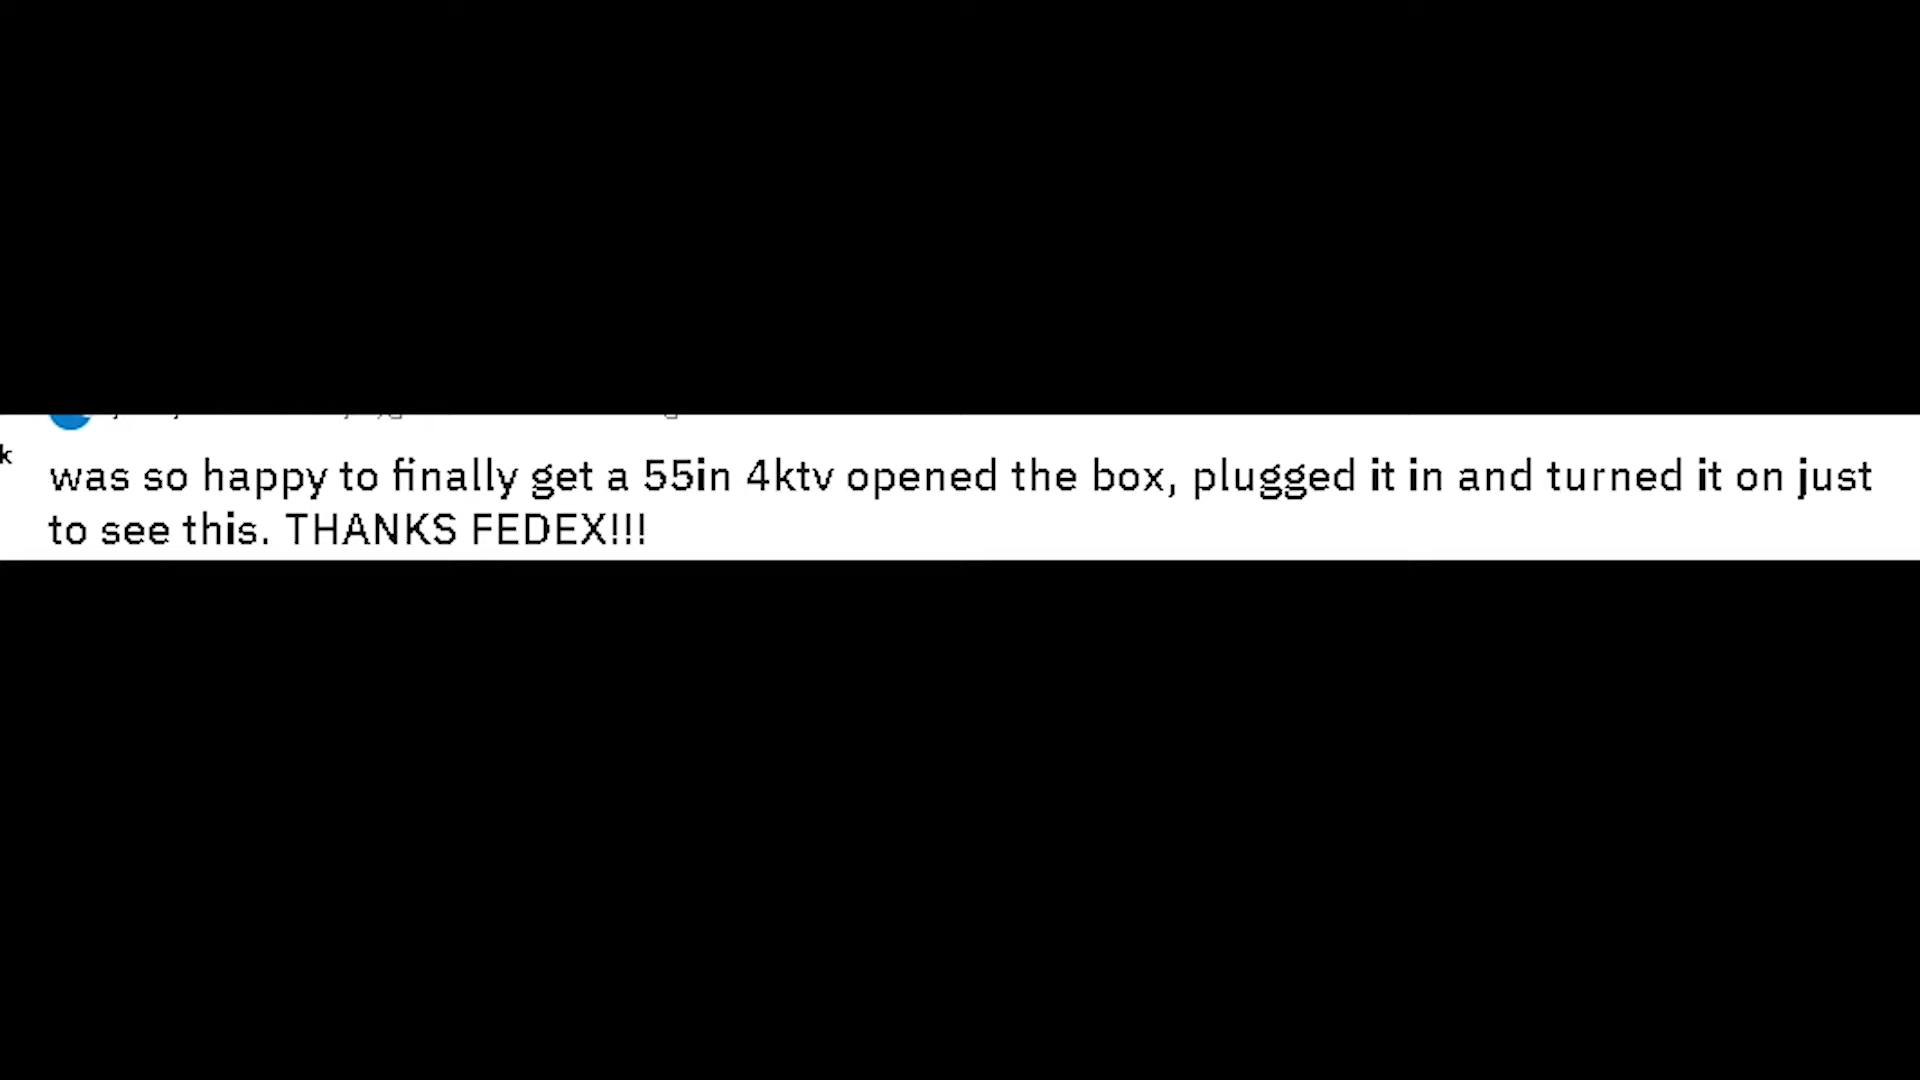 k
was so happy to finally get a 55in 4ktv opened the box, plugged it in and turned it on just
to see this. THANKS FEDEX!!!